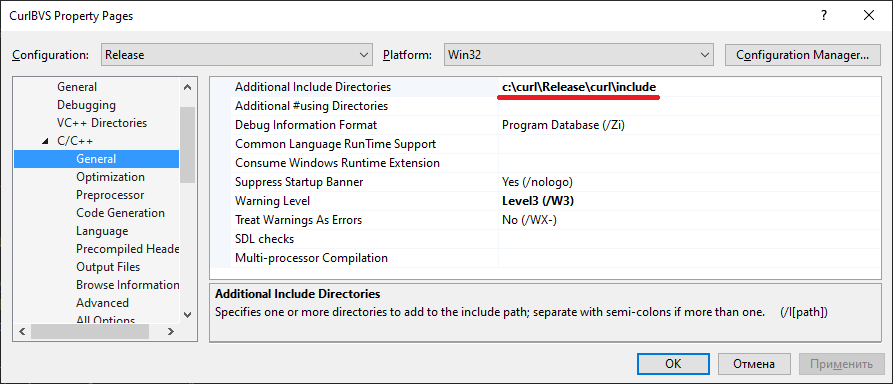 CurlBVS Property Pages
?
Configuration: Release Platform: Win32 Configuration Manager...
General
Debugging
VC++ Directories
C/C++
General
Optimization
Preprocessor
Code Generation
Language
Precompiled Heade
Output Files
Browse Information
Advanced
All Options
Additional Include Directories c:\curl\Release\curl\include
Additional #using Directories
Debug Information Format Program Database (/Zi)
Common Language RunTime Support
Consume Windows Runtime Extension
Suppress Startup Banner Yes (/nologo)
Warning Level Level3 (/W3)
Treat Warnings As Errors No (/WX-)
SDL checks
Multi-processor Compilation
Additional Include Directories
Specifies one or more directories to add to the include path; separate with semi-colons if more than one. (/I[path])
OK Отмена Применить